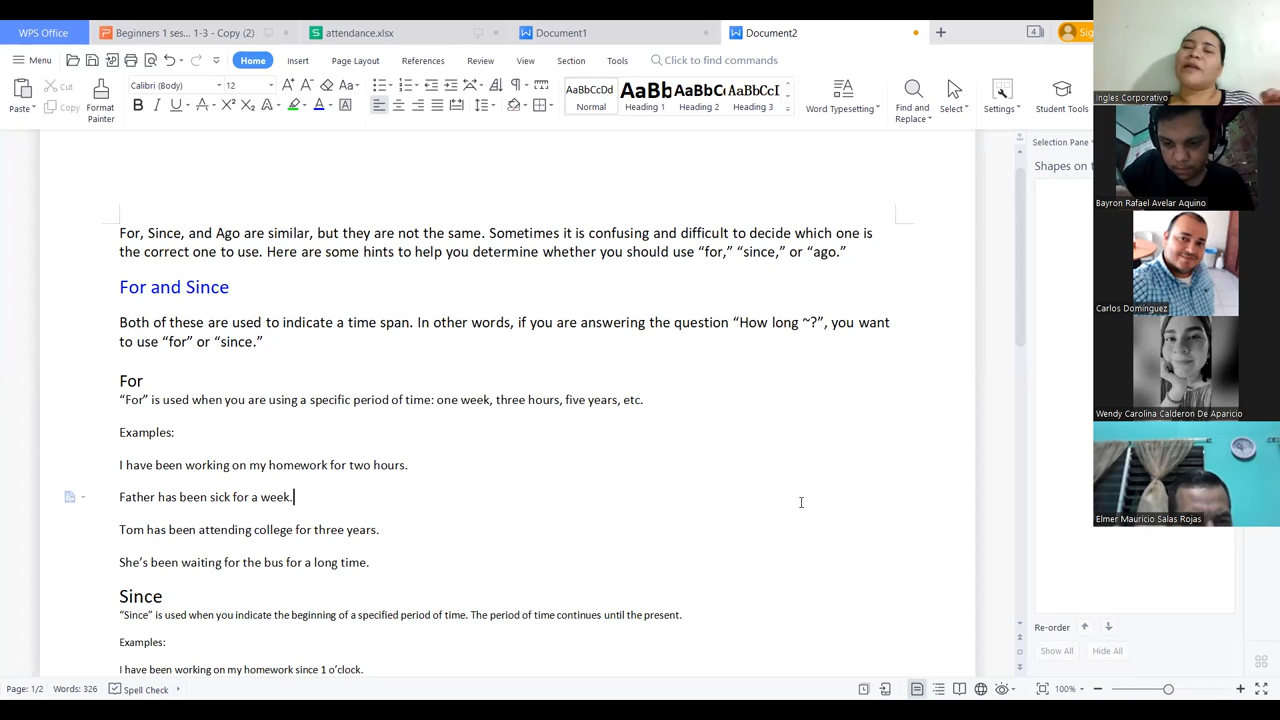 WPS Office
Beginners 1 ses... 1-3 - Copy (2)
attendance.xlsx
Document1
Document2
4
Sig
Menu
Home
Insert
Page Layout
References
Review
View
Section
Tools
Click to find commands
Paste
Cut
Copy
Format Painter
Calibri (Body)
12
AaBbCcDd
Normal
AaBb
Heading 1
AaBbC
Heading 2
AaBbCcI
Heading 3
Word Typesetting
Find and Replace
Select
Settings
Student Tools
Ingles Corporativo
Bayron Rafael Avelar Aquino
Carlos Domínguez
Wendy Carolina Calderon De Aparicio
Elmer Mauricio Salas Rojas
For, Since, and Ago are similar, but they are not the same. Sometimes it is confusing and difficult to decide which one is
the correct one to use. Here are some hints to help you determine whether you should use “for,” “since,” or “ago.”
For and Since
Both of these are used to indicate a time span. In other words, if you are answering the question “How long ~?”, you want
to use “for” or “since.”
For
“For” is used when you are using a specific period of time: one week, three hours, five years, etc.
Examples:
I have been working on my homework for two hours.
Father has been sick for a week.
Tom has been attending college for three years.
She’s been waiting for the bus for a long time.
Since
“Since” is used when you indicate the beginning of a specified period of time. The period of time continues until the present.
Examples:
I have been working on my homework since 1 o’clock.
Selection Pane
Shapes on t
Re-order
Show All
Hide All
Page: 1/2
Words: 326
Spell Check
100%